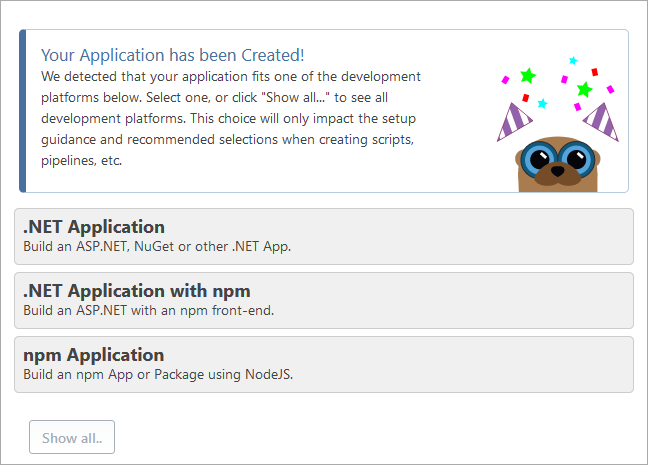 Your Application has been Created!
We detected that your application fits one of the development
platforms below. Select one, or click "Show all..." to see all
development platforms. This choice will only impact the setup
guidance and recommended selections when creating scripts,
pipelines, etc.
.NET Application
Build an ASP.NET, NuGet or other .NET App.
.NET Application with npm
Build an ASP.NET with an npm front-end.
npm Application
Build an npm App or Package using NodeJS.
Show all..